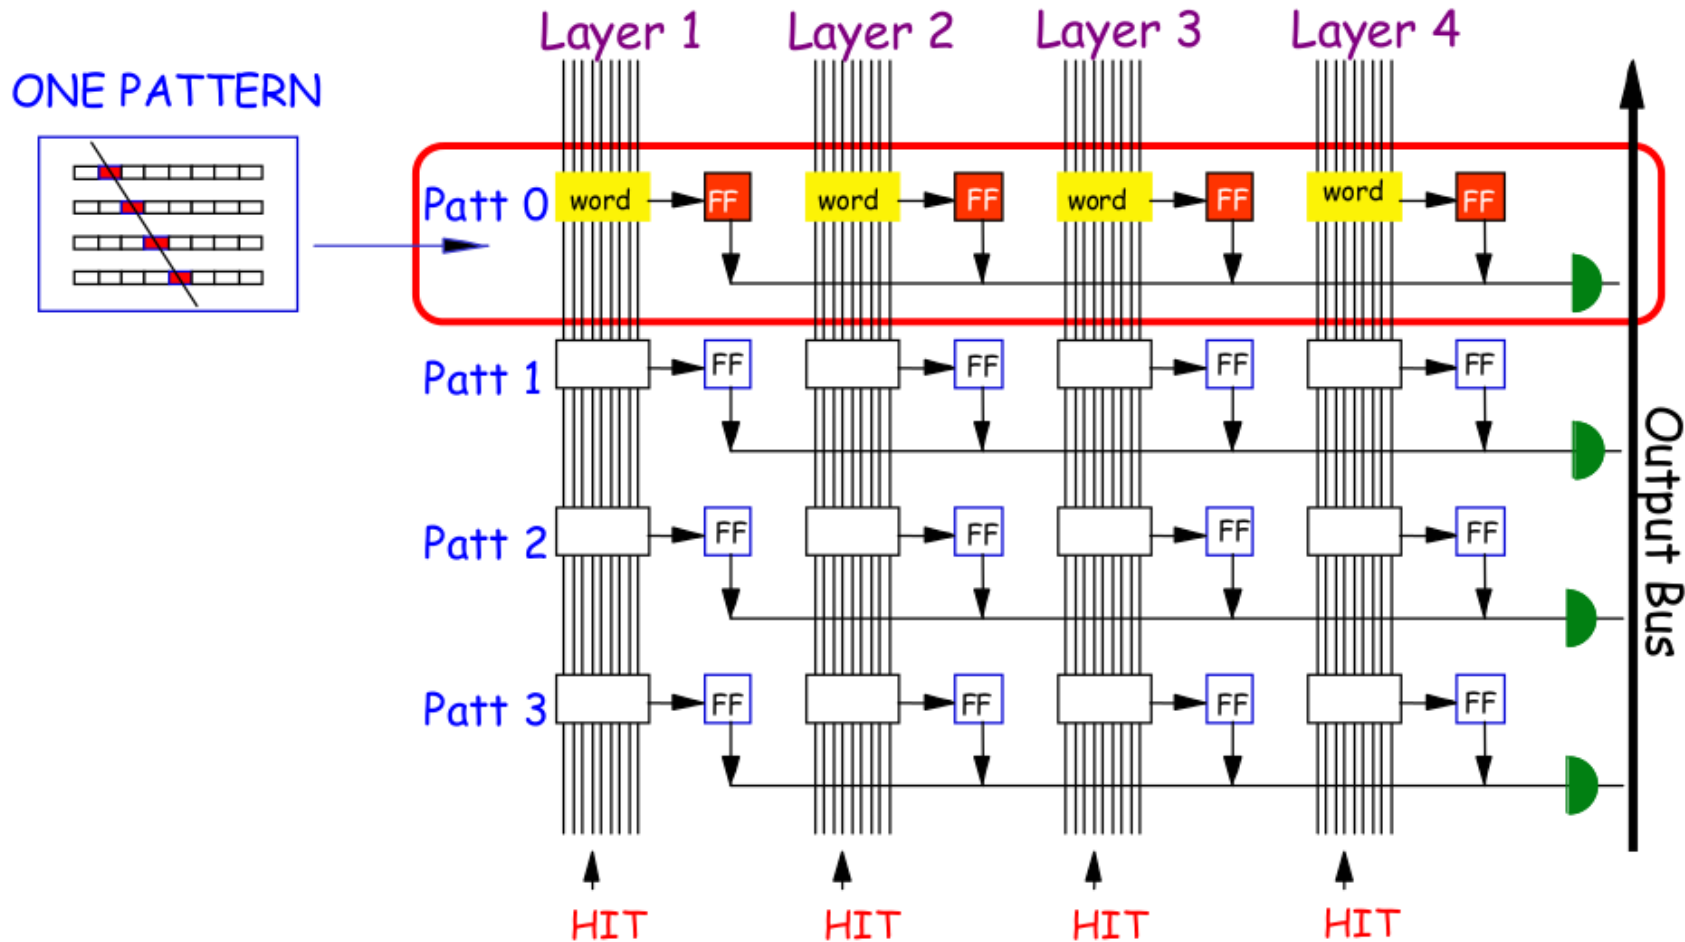 Layer 1 Layer 2 Layer 3 Layer 4
ONE PATTERN
Patt 0 word FF word FF word FF word FF
Patt 1 FF FF FF FF
Patt 2 FF FF FF FF
Patt 3 FF FF FF FF
Output Bus
HIT HIT HIT HIT